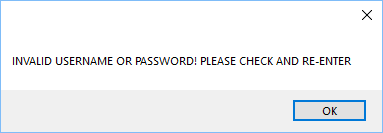 INVALID USERNAME OR PASSWORD! PLEASE CHECK AND RE-ENTER
OK